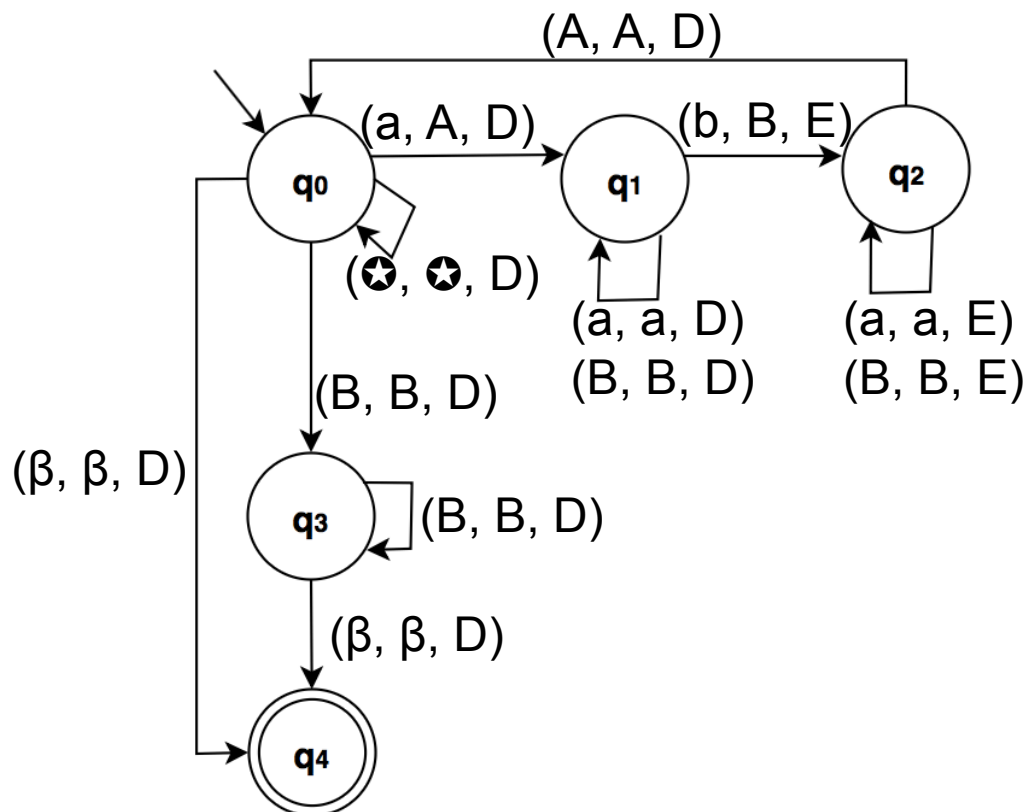 (A, A, D)
(a, A, D)
(b, B, E)
q0
q1
q2
(✪, ✪, D)
(a, a, D)
(B, B, D)
(a, a, E)
(B, B, E)
(B, B, D)
(β, β, D)
q3
(B, B, D)
(β, β, D)
q4